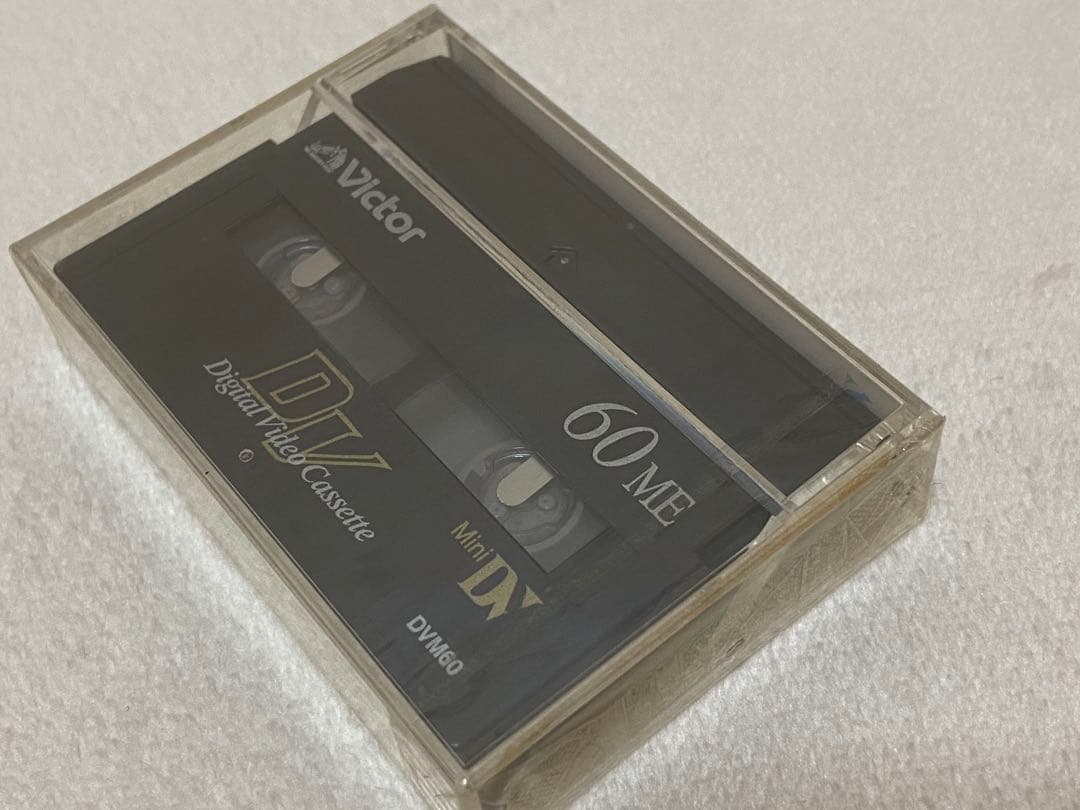 Victor
60 ME
DV
Digital Video Cassette
Mini DV
DVM60